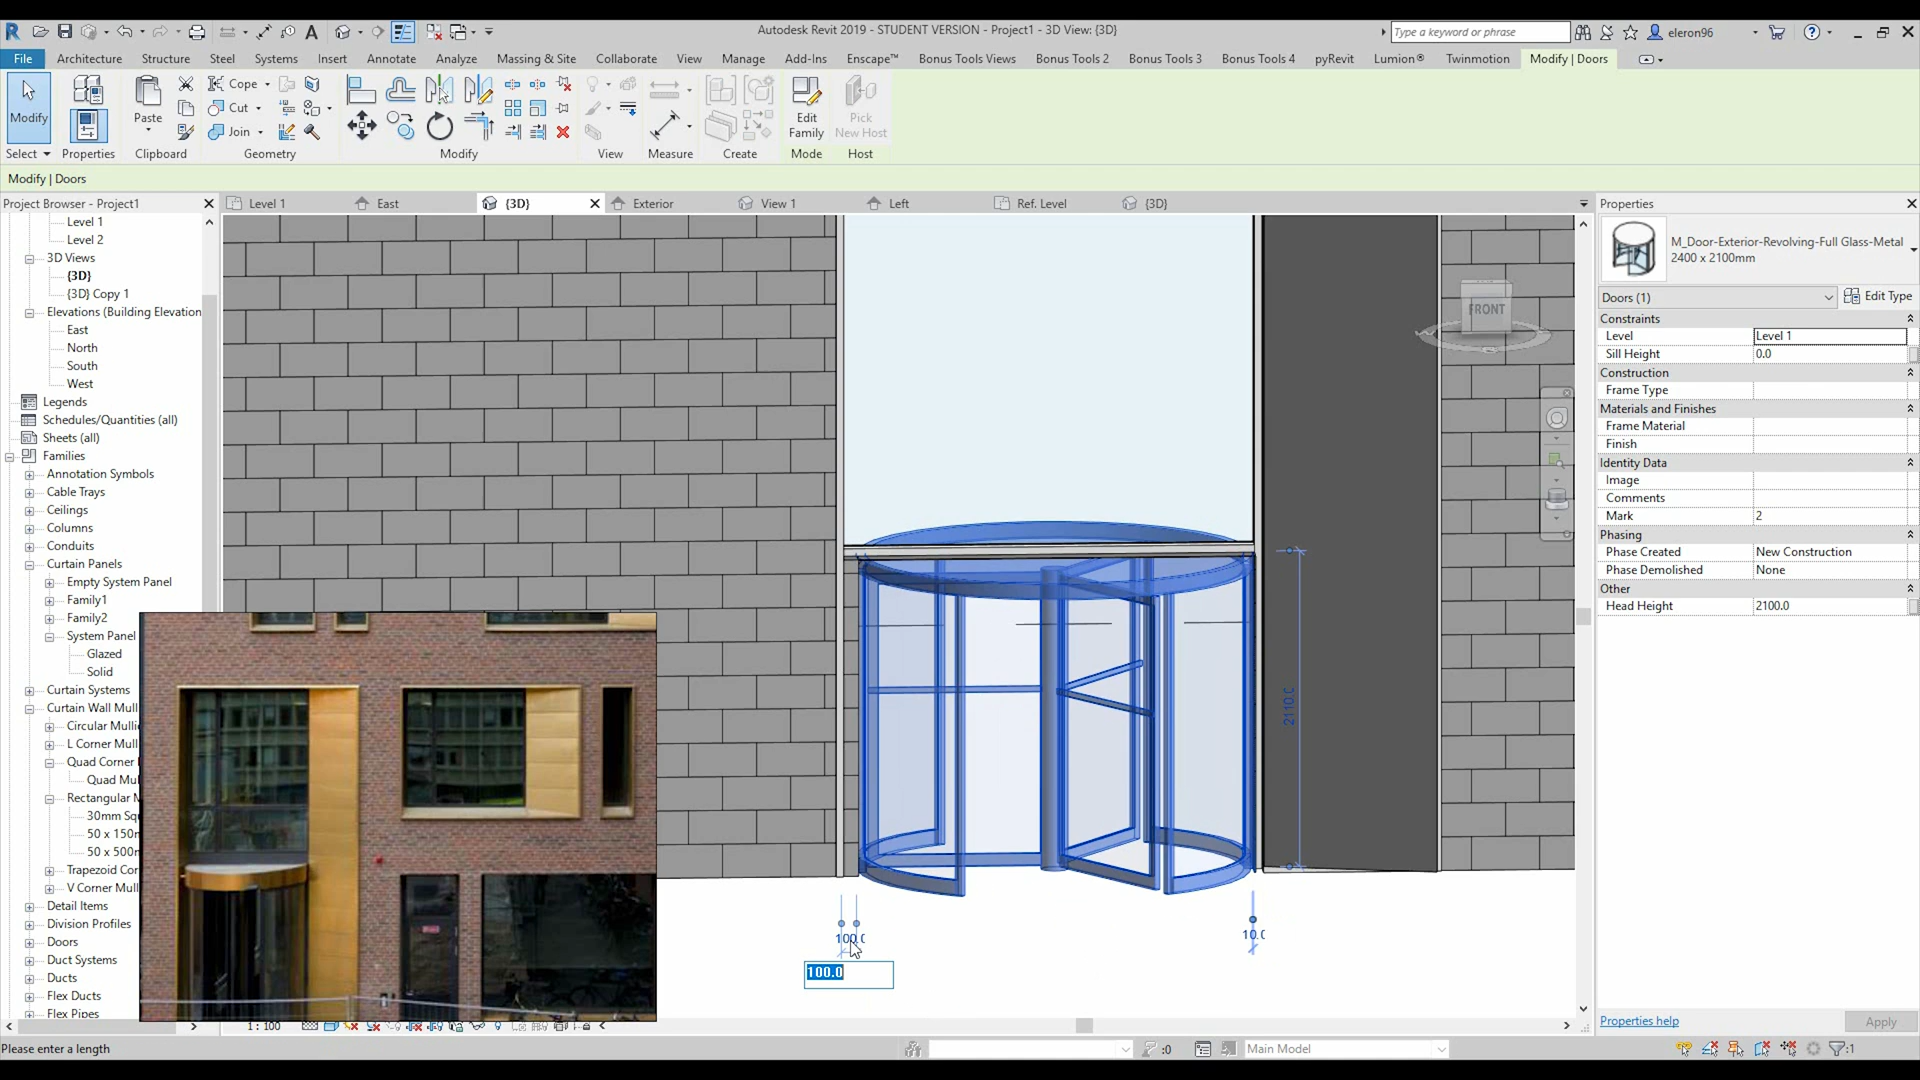 Autodesk Revit 2019 - STUDENT VERSION - Project1 - 3D View: {3D}
Type a keyword or phrase
eleron96
File
Architecture
Structure
Steel
Systems
Insert
Annotate
Analyze
Massing & Site
Collaborate
View
Manage
Add-Ins
Enscape™
Bonus Tools Views
Bonus Tools 2
Bonus Tools 3
Bonus Tools 4
pyRevit
Lumion®
Twinmotion
Modify | Doors
Modify
Paste
Cope
Cut
Join
Edit
Family
Pick
New Host
Select
Properties
Clipboard
Geometry
Modify
View
Measure
Create
Mode
Host
Modify | Doors
Project Browser - Project1
Level 1
East
{3D}
Exterior
View 1
Left
Ref. Level
{3D}
Level 1
Level 2
3D Views
{3D}
{3D} Copy 1
Elevations (Building Elevation
East
North
South
West
Legends
Schedules/Quantities (all)
Sheets (all)
Families
Annotation Symbols
Cable Trays
Ceilings
Columns
Conduits
Curtain Panels
Empty System Panel
Family1
Family2
System Panel
Glazed
Solid
Curtain Systems
Curtain Wall Mull
Circular Mulli
L Corner Mull
Quad Corner
Quad Mu
Rectangular M
30mm Sq
50 x 150
50 x 500
Trapezoid Cor
V Corner Mull
Detail Items
Division Profiles
Doors
Duct Systems
Ducts
Flex Ducts
Flex Pipes
FRONT
2110.0
100.0
10.0
100.0
1 : 100
Properties
M_Door-Exterior-Revolving-Full Glass-Metal
2400 x 2100mm
Doors (1)
Edit Type
Constraints
Level Level 1
Sill Height 0.0
Construction
Frame Type
Materials and Finishes
Frame Material
Finish
Identity Data
Image
Comments
Mark 2
Phasing
Phase Created New Construction
Phase Demolished None
Other
Head Height 2100.0
Properties help
Apply
Please enter a length
:0
Main Model
:1